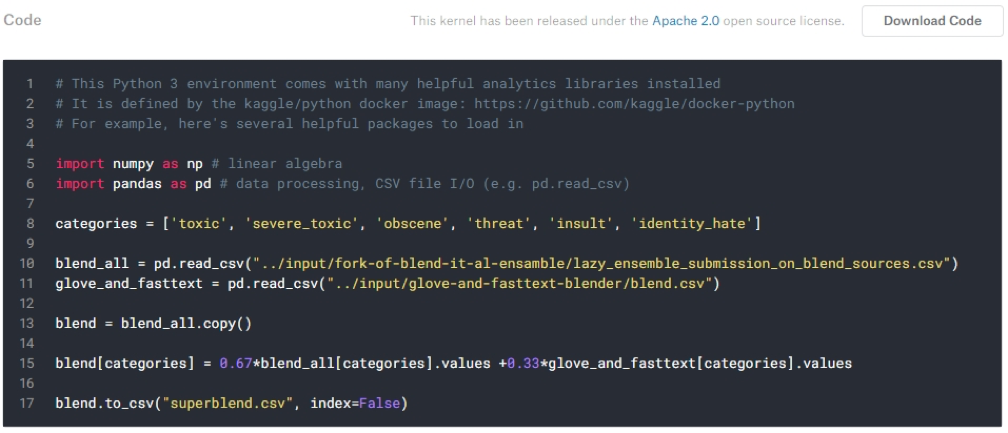 Code
This kernel has been released under the Apache 2.0 open source license.
Download Code
1 # This Python 3 environment comes with many helpful analytics libraries installed
2 # It is defined by the kaggle/python docker image: https://github.com/kaggle/docker-python
3 # For example, here's several helpful packages to load in
4
5 import numpy as np # linear algebra
6 import pandas as pd # data processing, CSV file I/O (e.g. pd.read_csv)
7
8 categories = ['toxic', 'severe_toxic', 'obscene', 'threat', 'insult', 'identity_hate']
9
10 blend_all = pd.read_csv("../input/fork-of-blend-it-al-ensamble/lazy_ensemble_submission_on_blend_sources.csv")
11 glove_and_fasttext = pd.read_csv("../input/glove-and-fasttext-blender/blend.csv")
12
13 blend = blend_all.copy()
14
15 blend[categories] = 0.67*blend_all[categories].values +0.33*glove_and_fasttext[categories].values
16
17 blend.to_csv("superblend.csv", index=False)